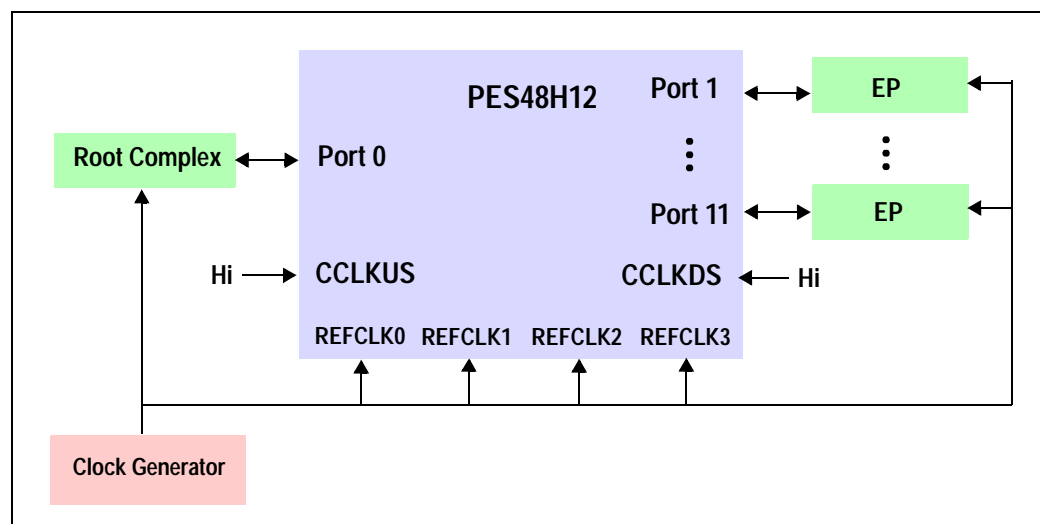 PES48H12
Port 1
EP
Root Complex
Port 0
Port 11
EP
Hi
CCLKUS
CCLKDS
Hi
REFCLK0
REFCLK1
REFCLK2
REFCLK3
Clock Generator